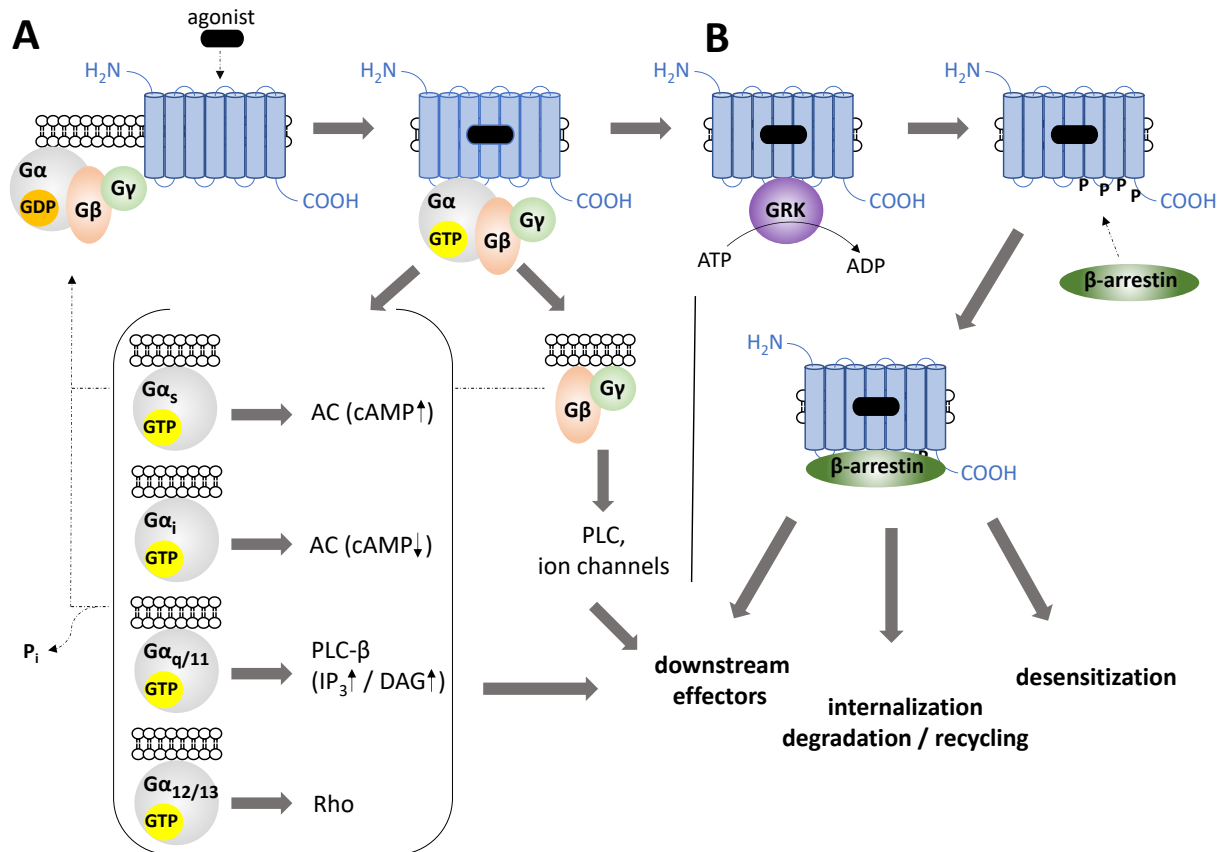 A
agonist
H₂N
Gα
GDP
Gβ
Gγ
COOH
H₂N
Gα
GTP
Gβ
Gγ
COOH
B
H₂N
GRK
ATP
ADP
COOH
H₂N
P P P P
COOH
β-arrestin
H₂N
β-arrestin
P
COOH
Gαₛ
GTP
AC (cAMP↑)
Gαᵢ
GTP
AC (cAMP↓)
Gα_q/11
GTP
PLC-β
(IP₃↑ / DAG↑)
Gα₁₂/₁₃
GTP
Rho
Pᵢ
Gβ
Gγ
PLC,
ion channels
downstream
effectors
internalization
degradation / recycling
desensitization